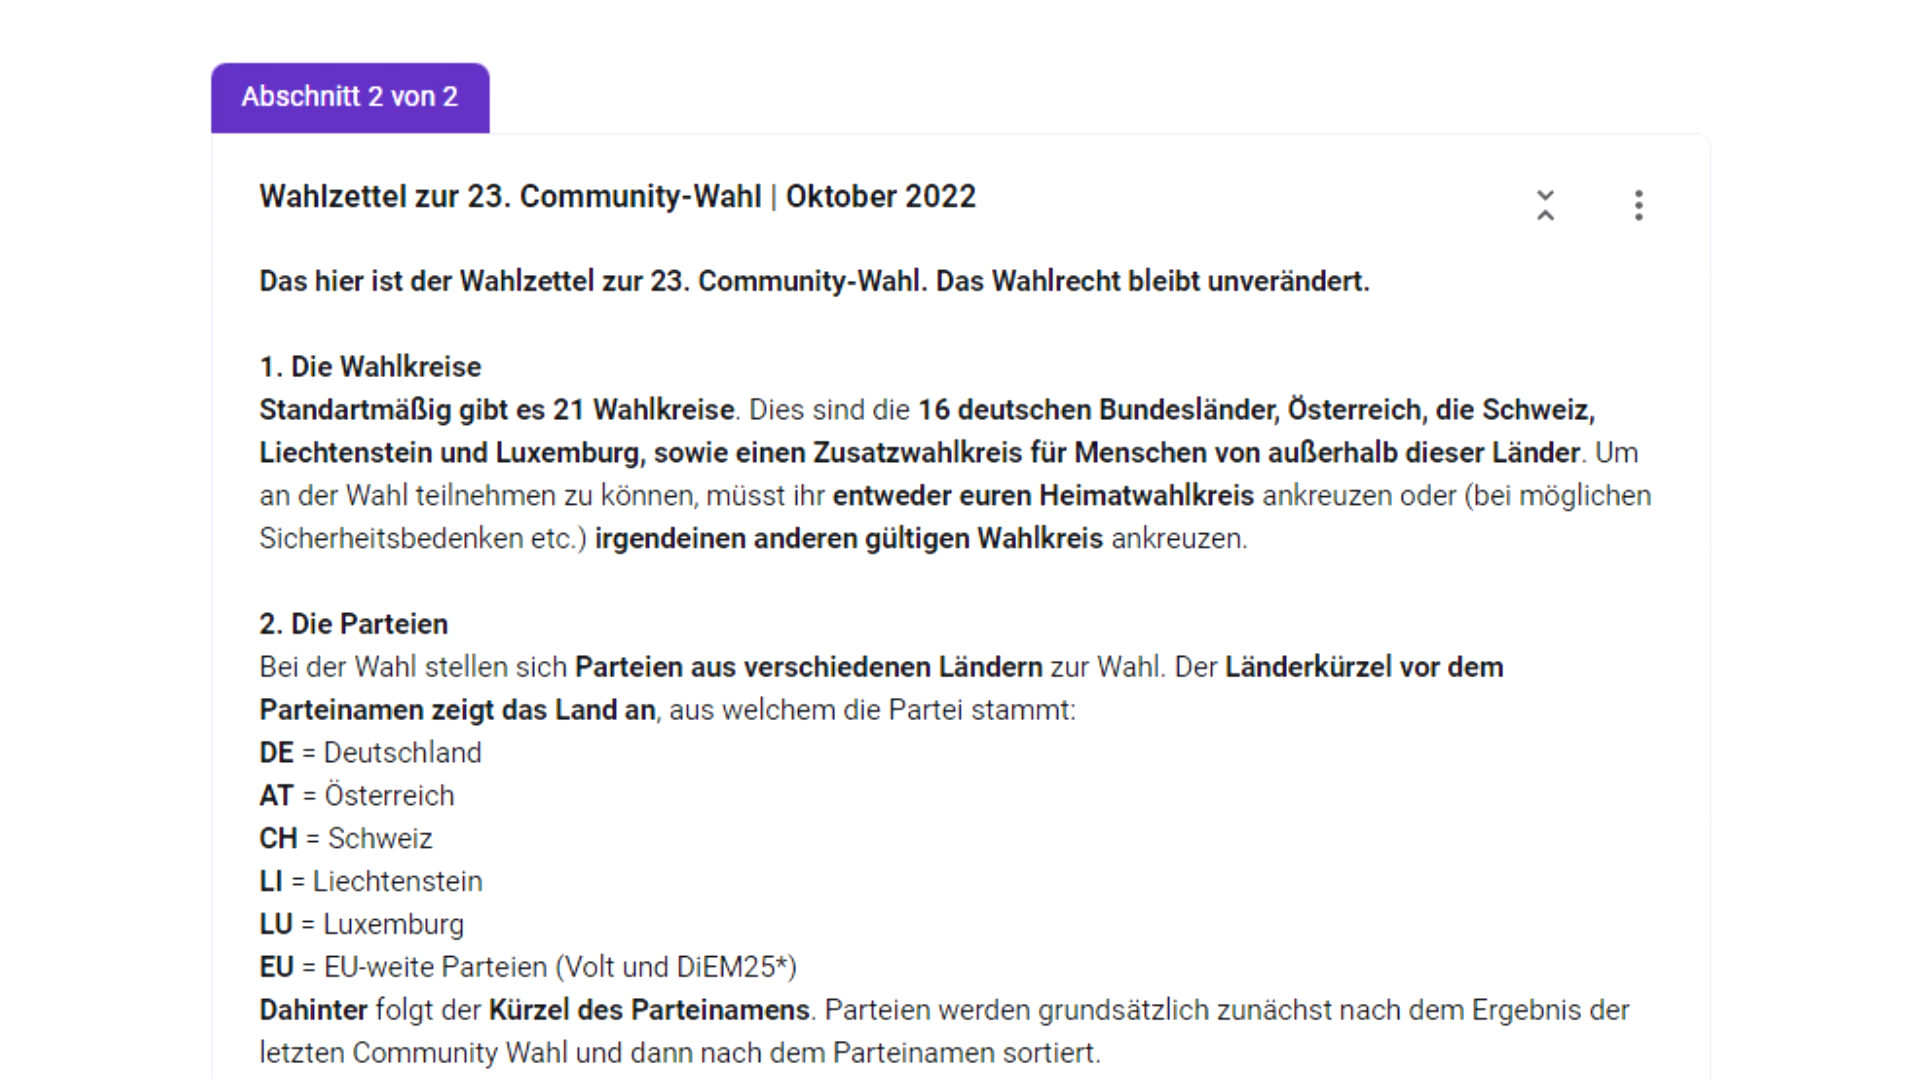 Abschnitt 2 von 2
Wahlzettel zur 23. Community-Wahl | Oktober 2022
Das hier ist der Wahlzettel zur 23. Community-Wahl. Das Wahlrecht bleibt unverändert.
1. Die Wahlkreise
Standartmäßig gibt es 21 Wahlkreise. Dies sind die 16 deutschen Bundesländer, Österreich, die Schweiz,
Liechtenstein und Luxemburg, sowie einen Zusatzwahlkreis für Menschen von außerhalb dieser Länder. Um
an der Wahl teilnehmen zu können, müsst ihr entweder euren Heimatwahlkreis ankreuzen oder (bei möglichen
Sicherheitsbedenken etc.) irgendeinen anderen gültigen Wahlkreis ankreuzen.
2. Die Parteien
Bei der Wahl stellen sich Parteien aus verschiedenen Ländern zur Wahl. Der Länderkürzel vor dem
Parteinamen zeigt das Land an, aus welchem die Partei stammt:
DE = Deutschland
AT = Österreich
CH = Schweiz
LI = Liechtenstein
LU = Luxemburg
EU = EU-weite Parteien (Volt und DiEM25*)
Dahinter folgt der Kürzel des Parteinamens. Parteien werden grundsätzlich zunächst nach dem Ergebnis der
letzten Community Wahl und dann nach dem Parteinamen sortiert.